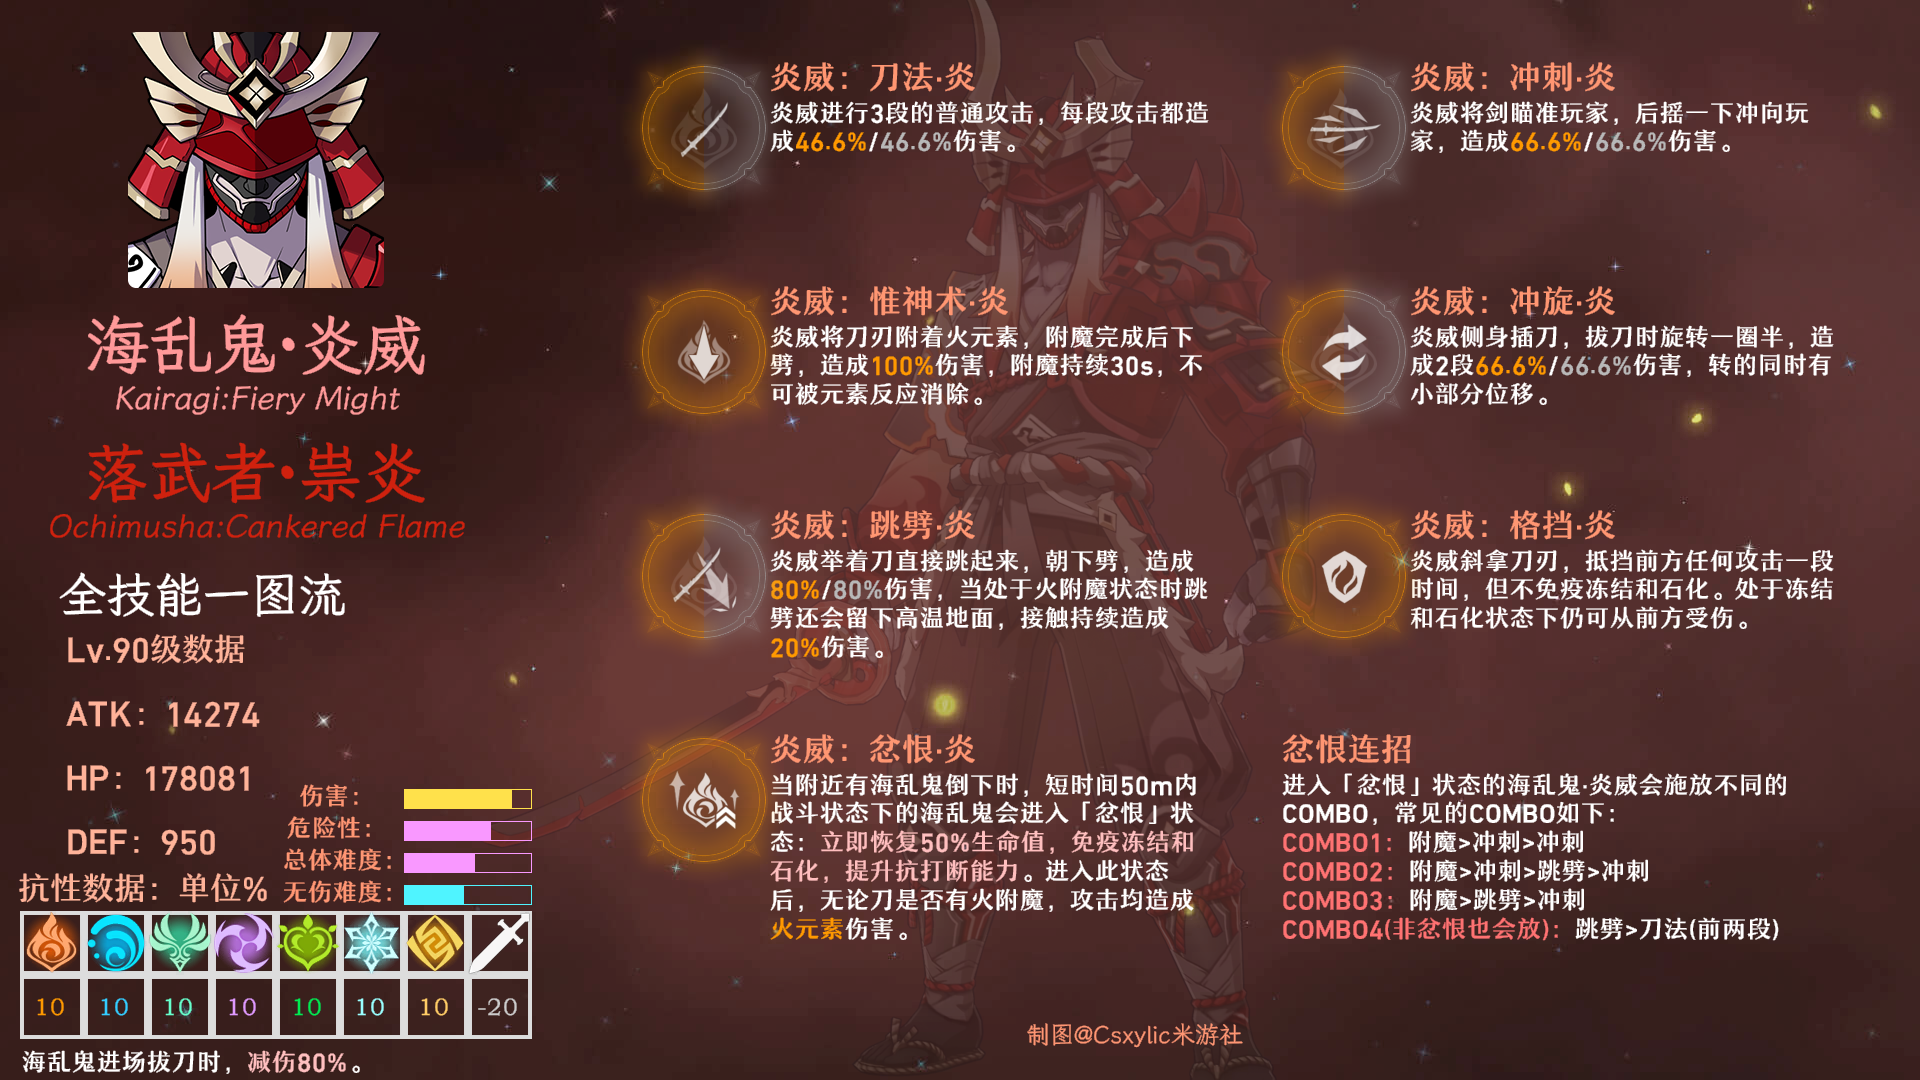 海乱鬼·炎威
Kairagi:Fiery Might
落武者·祟炎
Ochimusha:Cankered Flame
全技能一图流
Lv.90级数据
ATK：14274
HP：178081
DEF：950
伤害：
危险性：
总体难度：
无伤难度：
抗性数据：单位%
10 10 10 10 10 10 10 -20
海乱鬼进场拔刀时，减伤80%。
炎威：刀法·炎
炎威进行3段的普通攻击，每段攻击都造
成46.6%/46.6%伤害。
炎威：惟神术·炎
炎威将刀刃附着火元素，附魔完成后下
劈，造成100%伤害，附魔持续30s，不
可被元素反应消除。
炎威：跳劈·炎
炎威举着刀直接跳起来，朝下劈，造成
80%/80%伤害，当处于火附魔状态时跳
劈还会留下高温地面，接触持续造成
20%伤害。
炎威：忿恨·炎
当附近有海乱鬼倒下时，短时间50m内
战斗状态下的海乱鬼会进入「忿恨」状
态：立即恢复50%生命值，免疫冻结和
石化，提升抗打断能力。进入此状态
后，无论刀是否有火附魔，攻击均造成
火元素伤害。
炎威：冲刺·炎
炎威将剑瞄准玩家，后摇一下冲向玩
家，造成66.6%/66.6%伤害。
炎威：冲旋·炎
炎威侧身插刀，拔刀时旋转一圈半，造
成2段66.6%/66.6%伤害，转的同时有
小部分位移。
炎威：格挡·炎
炎威斜拿刀刃，抵挡前方任何攻击一段
时间，但不免疫冻结和石化。处于冻结
和石化状态下仍可从前方受伤。
忿恨连招
进入「忿恨」状态的海乱鬼·炎威会施放不同的
COMBO，常见的COMBO如下：
COMBO1：附魔>冲刺>冲刺
COMBO2：附魔>冲刺>跳劈>冲刺
COMBO3：附魔>跳劈>冲刺
COMBO4(非忿恨也会放)：跳劈>刀法(前两段)
制图@Csxylic米游社